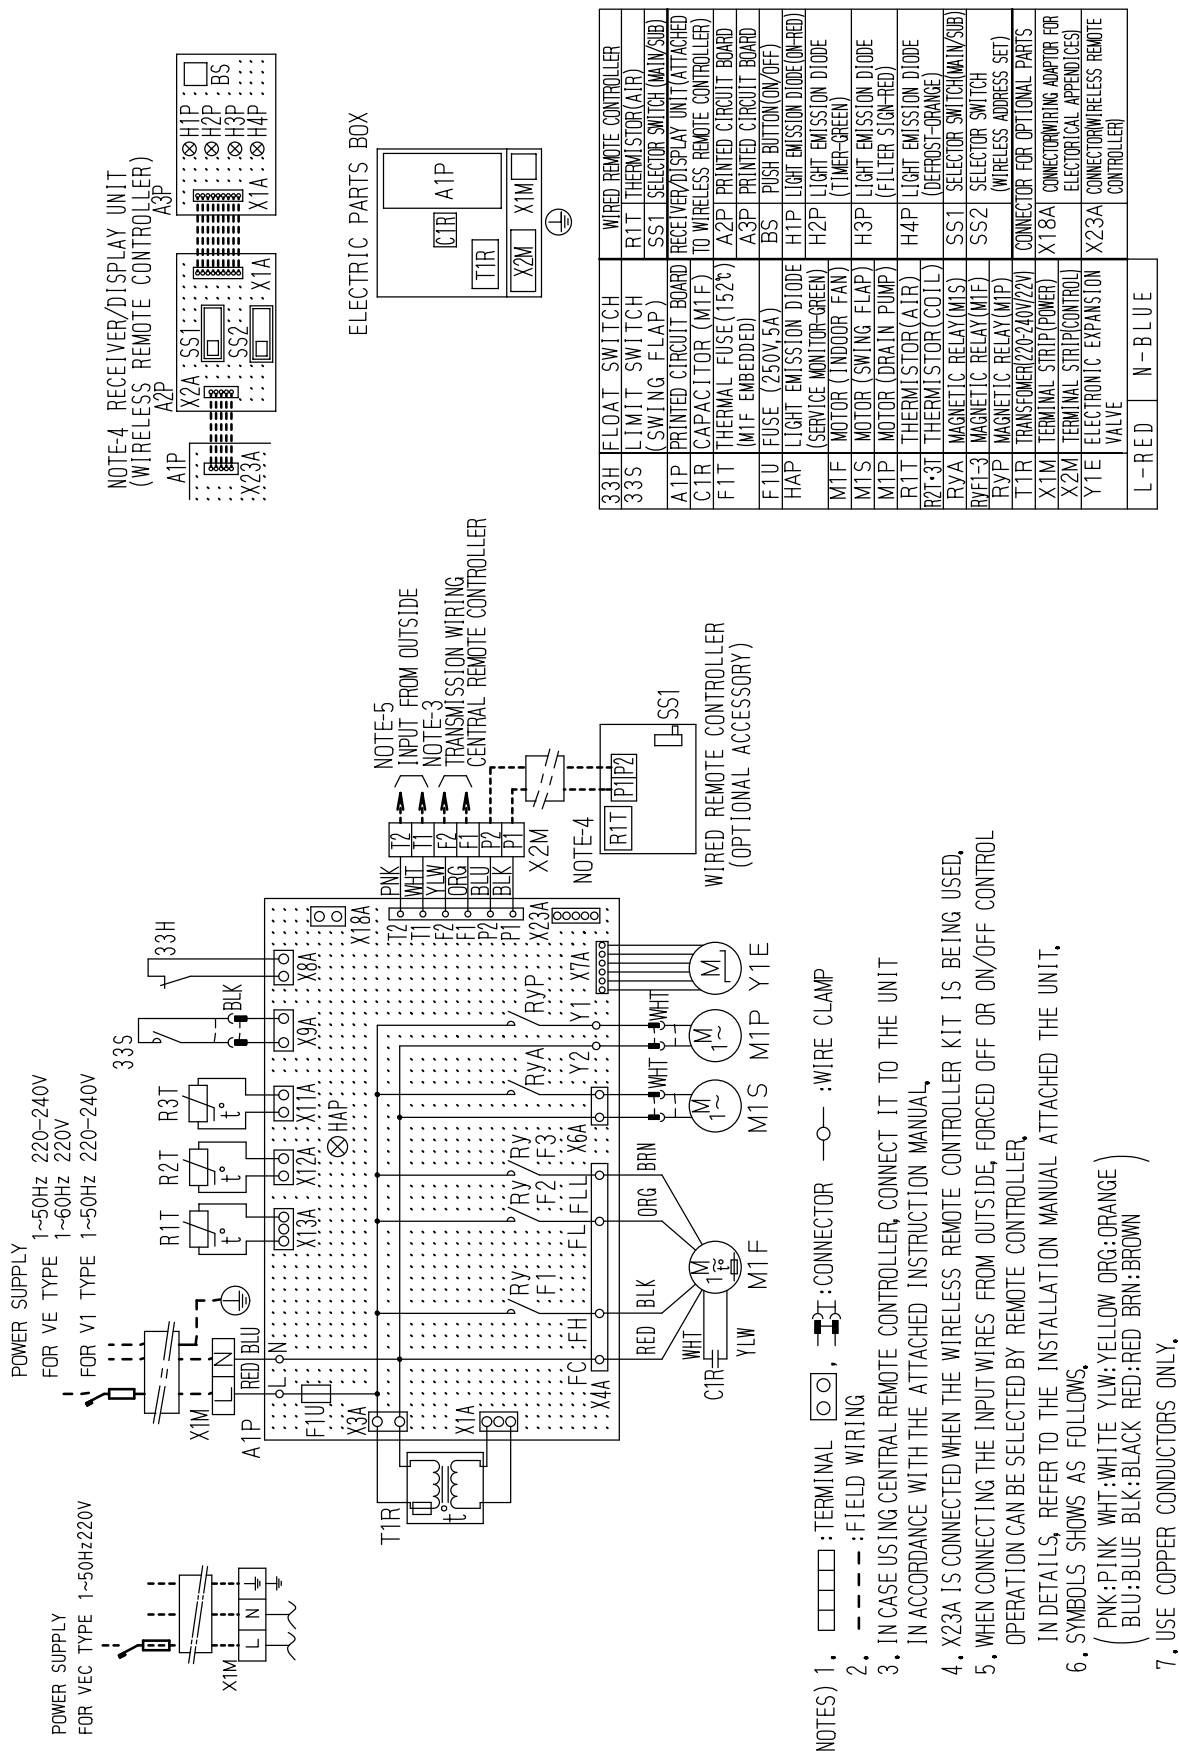 POWER SUPPLY
FOR VEC TYPE 1~50Hz220V
X1M
L N
POWER SUPPLY
FOR VE TYPE 1~50Hz 220-240V
1~60Hz 220V
FOR V1 TYPE 1~50Hz 220-240V
X1M
L N
RED BLU
A1P
L N
F1U
X3A
X1A
T1R
t°
R1T
t°
X13A
R2T
t°
X12A
R3T
t°
X11A
HAP
33S
BLK
X9A
33H
X8A
X18A
T2
T1
F2
F1
P2
P1
X23A
PNK
WHT
YLW
ORG
BLU
BLK
T2
T1
F2
F1
P2
P1
X2M
NOTE-5
INPUT FROM OUTSIDE
NOTE-3
TRANSMISSION WIRING
CENTRAL REMOTE CONTROLLER
NOTE-4
R1T
P1 P2
SS1
WIRED REMOTE CONTROLLER
(OPTIONAL ACCESSORY)
Ry
F1
Ry
F2
Ry
F3
RyA
RyP
FC
FH
FL
FLL
X4A
X6A
Y2
Y1
X7A
RED
BLK
ORG
BRN
WHT
YLW
C1R
M
1~
t°
M1F
WHT
M
1~
M1S
WHT
M
1~
M1P
M
Y1E
NOTE-4 RECEIVER/DISPLAY UNIT
(WIRELESS REMOTE CONTROLLER)
A1P
X23A
A2P
X2A
SS1
SS2
X1A
A3P
X1A
H1P
H2P
H3P
H4P
BS
ELECTRIC PARTS BOX
C1R
A1P
T1R
X2M
X1M
33H FLOAT SWITCH
33S LIMIT SWITCH
(SWING FLAP)
A1P PRINTED CIRCUIT BOARD
C1R CAPACITOR (M1F)
F1T THERMAL FUSE(152℃)
(M1F EMBEDDED)
F1U FUSE (250V,5A)
HAP LIGHT EMISSION DIODE
(SERVICE MONITOR-GREEN)
M1F MOTOR(INDOOR FAN)
M1S MOTOR(SWING FLAP)
M1P MOTOR(DRAIN PUMP)
R1T THERMISTOR(AIR)
R2T•3T THERMISTOR(COIL)
RyA MAGNETIC RELAY(M1S)
RyF1-3 MAGNETIC RELAY(M1F)
RyP MAGNETIC RELAY(M1P)
T1R TRANSFOMER(220-240V/22V)
X1M TERMINAL STRIP(POWER)
X2M TERMINAL STRIP(CONTROL)
Y1E ELECTRONIC EXPANSION
VALVE
WIRED REMOTE CONTROLLER
R1T THERMISTOR(AIR)
SS1 SELECTOR SWITCH (MAIN/SUB)
RECEIVER/DISPLAY UNIT(ATTACHED
TO WIRELESS REMOTE CONTROLLER)
A2P PRINTED CIRCUIT BOARD
A3P PRINTED CIRCUIT BOARD
BS PUSH BUTTON(ON/OFF)
H1P LIGHT EMISSION DIODE(ON-RED)
H2P LIGHT EMISSION DIODE
(TIMER-GREEN)
H3P LIGHT EMISSION DIODE
(FILTER SIGN-RED)
H4P LIGHT EMISSION DIODE
(DEFROST-ORANGE)
SS1 SELECTOR SWITCH(MAIN/SUB)
SS2 SELECTOR SWITCH
(WIRELESS ADDRESS SET)
CONNECTOR FOR OPTIONAL PARTS
X18A CONNECTOR(WIRING ADAPTOR FOR
ELECTORICAL APPENDICES)
X23A CONNECTOR(WIRELESS REMOTE
CONTROLLER)
L-RED N-BLUE
NOTES) 1. :TERMINAL , :CONNECTOR :WIRE CLAMP
2. :FIELD WIRING
3. IN CASE USING CENTRAL REMOTE CONTROLLER, CONNECT IT TO THE UNIT
IN ACCORDANCE WITH THE ATTACHED INSTRUCTION MANUAL.
4. X23A IS CONNECTED WHEN THE WIRELESS REMOTE CONTROLLER KIT IS BEING USED.
5. WHEN CONNECTING THE INPUT WIRES FROM OUTSIDE, FORCED OFF OR ON/OFF CONTROL
OPERATION CAN BE SELECTED BY REMOTE CONTROLLER.
IN DETAILS, REFER TO THE INSTALLATION MANUAL ATTACHED THE UNIT.
6. SYMBOLS SHOWS AS FOLLOWS.
(PNK:PINK WHT:WHITE YLW:YELLOW ORG:ORANGE
BLU:BLUE BLK:BLACK RED:RED BRN:BROWN)
7. USE COPPER CONDUCTORS ONLY.